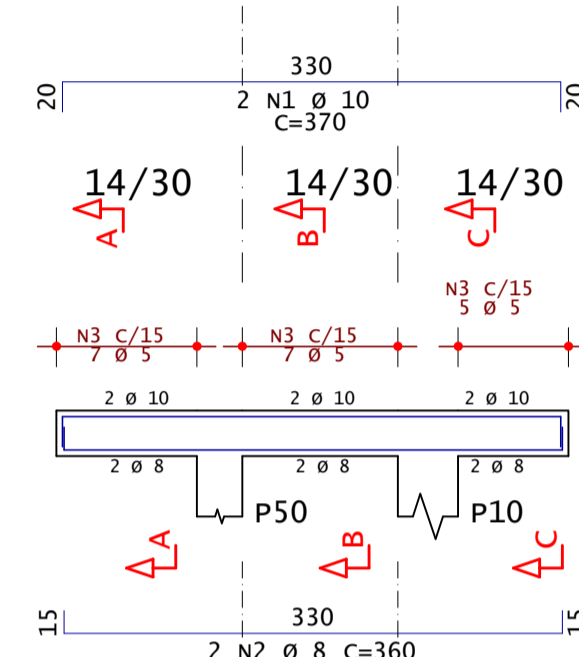 330
20
20
2 N1 Ø 10
C=370
14/30 14/30 14/30
A B C
N3 C/15
5 Ø 5
N3 C/15 N3 C/15
7 Ø 5 7 Ø 5
2 Ø 10 2 Ø 10 2 Ø 10
2 Ø 8 2 Ø 8 2 Ø 8
P50 P10
A B C
330
15
15
2 N2 Ø 8 C=360